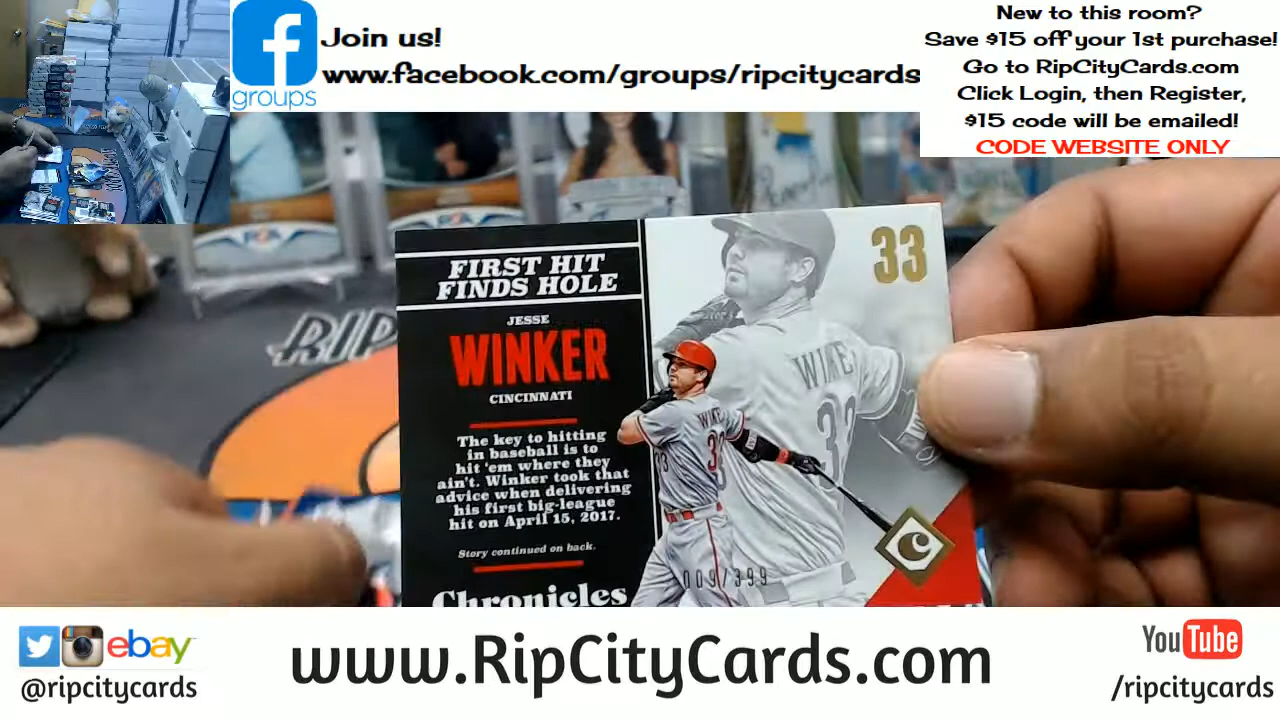 groups
Join us!
www.facebook.com/groups/ripcitycards
New to this room?
Save $15 off your 1st purchase!
Go to RipCityCards.com
Click Login, then Register,
$15 code will be emailed!
CODE WEBSITE ONLY
RIP
FIRST HIT
FINDS HOLE
JESSE
WINKER
CINCINNATI
The key to hitting
in baseball is to
hit 'em where they
ain't. Winker took that
advice when delivering
his first big-league
hit on April 15, 2017.
Story continued on back.
Chronicles
33
009/399
C
ebay
@ripcitycards
www.RipCityCards.com
YouTube
/ripcitycards